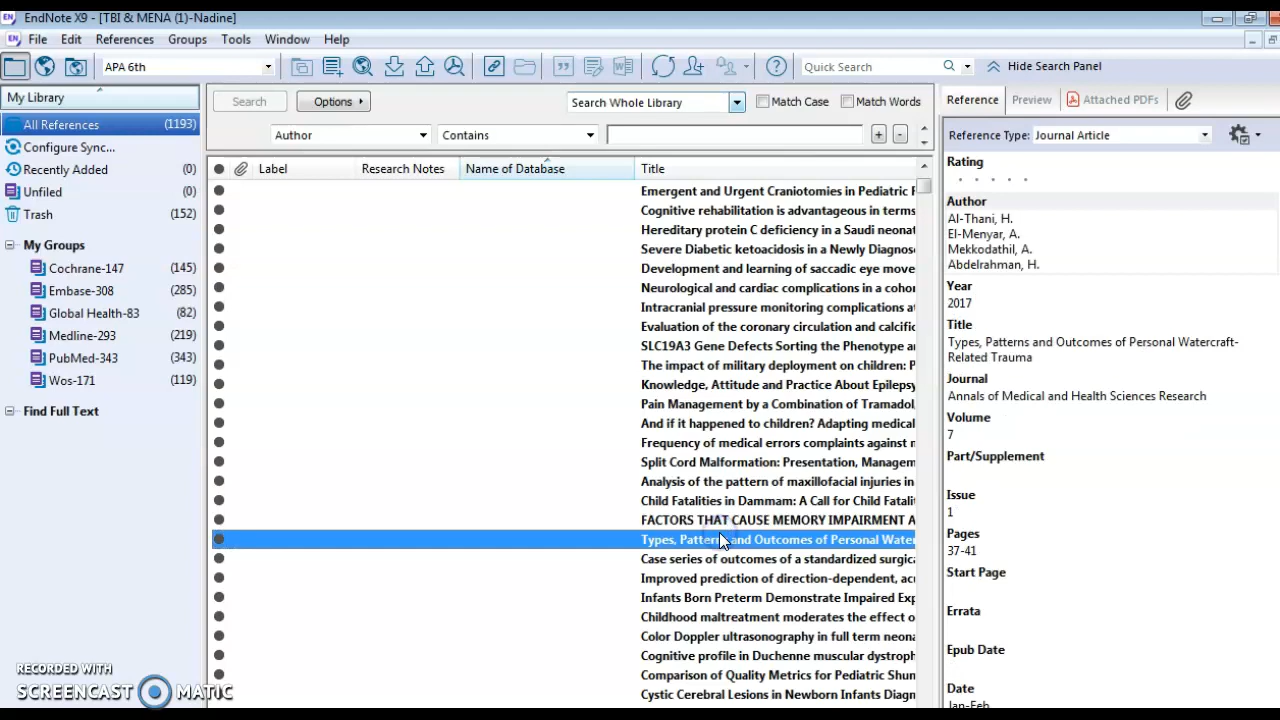 EndNote X9 - [TBI & MENA (1)-Nadine]
File Edit References Groups Tools Window Help
APA 6th
Quick Search
Hide Search Panel
My Library
All References (1193)
Configure Sync...
Recently Added (0)
Unfiled (0)
Trash (152)
My Groups
Cochrane-147 (145)
Embase-308 (285)
Global Health-83 (82)
Medline-293 (219)
PubMed-343 (343)
Wos-171 (119)
Find Full Text
Search Options Search Whole Library Match Case Match Words
Author Contains
Label Research Notes Name of Database Title
Emergent and Urgent Craniotomies in Pediatric P
Cognitive rehabilitation is advantageous in terms
Hereditary protein C deficiency in a Saudi neonat
Severe Diabetic ketoacidosis in a Newly Diagnose
Development and learning of saccadic eye move
Neurological and cardiac complications in a cohor
Intracranial pressure monitoring complications a
Evaluation of the coronary circulation and calcific
SLC19A3 Gene Defects Sorting the Phenotype an
The impact of military deployment on children: P
Knowledge, Attitude and Practice About Epilepsy
Pain Management by a Combination of Tramadol,
And if it happened to children? Adapting medical
Frequency of medical errors complaints against
Split Cord Malformation: Presentation, Managem
Analysis of the pattern of maxillofacial injuries in
Child Fatalities in Dammam: A Call for Child Fatali
FACTORS THAT CAUSE MEMORY IMPAIRMENT A
Types, Patterns and Outcomes of Personal Water
Case series of outcomes of a standardized surgica
Improved prediction of direction-dependent, acu
Infants Born Preterm Demonstrate Impaired Exp
Childhood maltreatment moderates the effect o
Color Doppler ultrasonography in full term neona
Cognitive profile in Duchenne muscular dystroph
Comparison of Quality Metrics for Pediatric Shun
Cystic Cerebral Lesions in Newborn Infants Diagn
Reference Preview Attached PDFs
Reference Type: Journal Article
Rating
Author
Al-Thani, H.
El-Menyar, A.
Mekkodathil, A.
Abdelrahman, H.
Year
2017
Title
Types, Patterns and Outcomes of Personal Watercraft-
Related Trauma
Journal
Annals of Medical and Health Sciences Research
Volume
7
Part/Supplement
Issue
1
Pages
37-41
Start Page
Errata
Epub Date
Date
Jan-Feb
RECORDED WITH
SCREENCAST MATIC